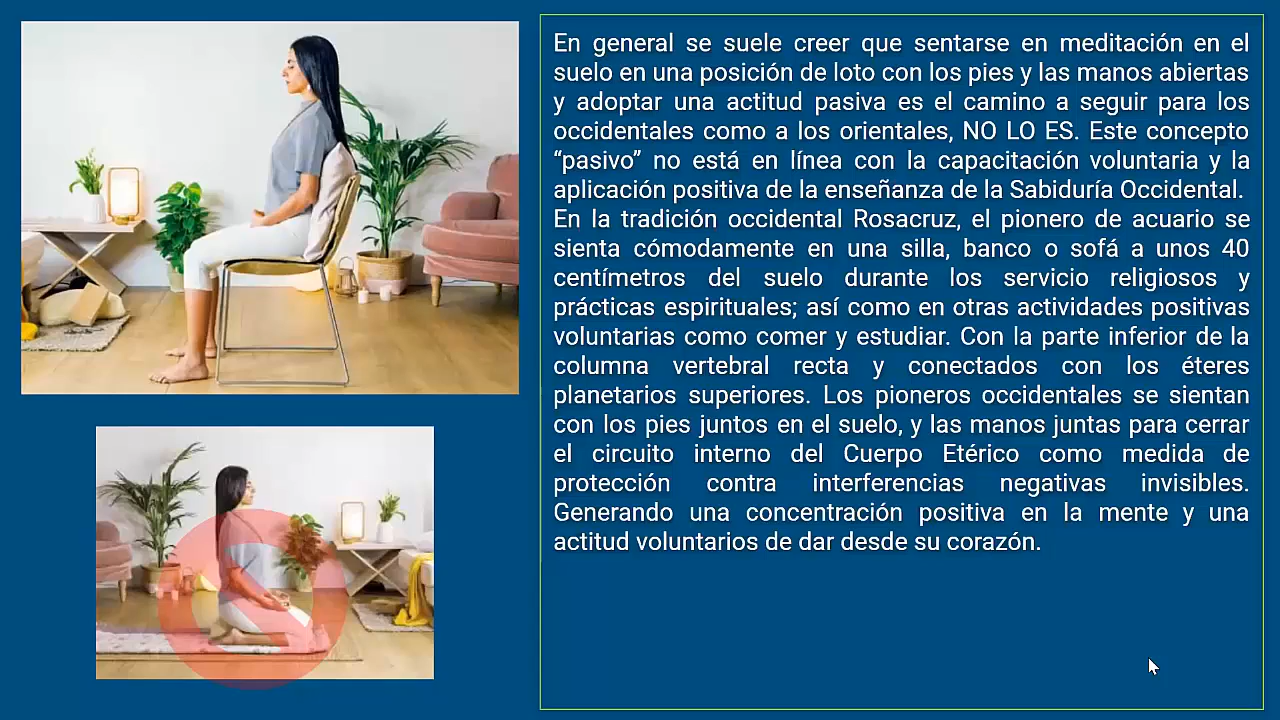 En general se suele creer que sentarse en meditación en el
suelo en una posición de loto con los pies y las manos abiertas
y adoptar una actitud pasiva es el camino a seguir para los
occidentales como a los orientales, NO LO ES. Este concepto
“pasivo” no está en línea con la capacitación voluntaria y la
aplicación positiva de la enseñanza de la Sabiduría Occidental.
En la tradición occidental Rosacruz, el pionero de acuario se
sienta cómodamente en una silla, banco o sofá a unos 40
centímetros del suelo durante los servicio religiosos y
prácticas espirituales; así como en otras actividades positivas
voluntarias como comer y estudiar. Con la parte inferior de la
columna vertebral recta y conectados con los éteres
planetarios superiores. Los pioneros occidentales se sientan
con los pies juntos en el suelo, y las manos juntas para cerrar
el circuito interno del Cuerpo Etérico como medida de
protección contra interferencias negativas invisibles.
Generando una concentración positiva en la mente y una
actitud voluntarios de dar desde su corazón.